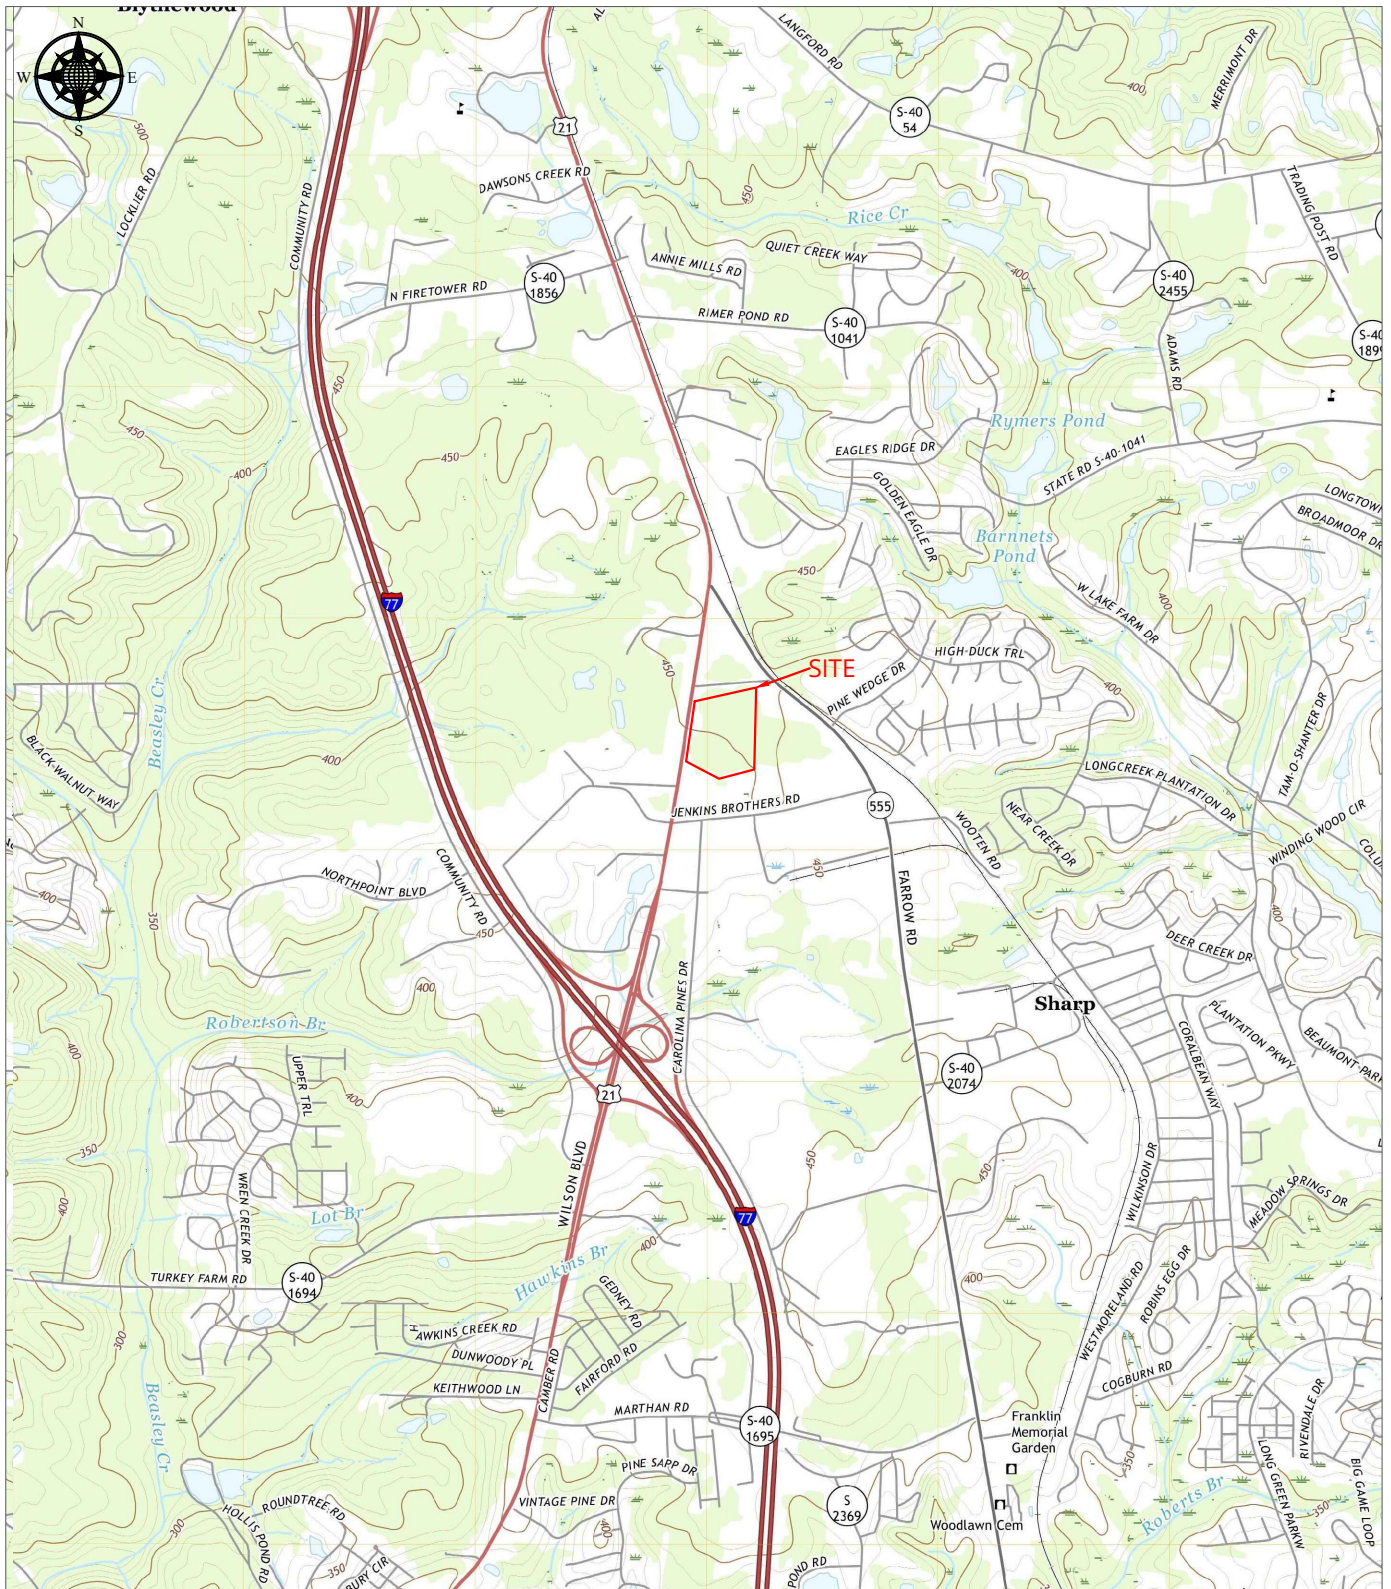 Blythewood
N
W
E
S
LANGFORD RD
MERRIMONT DR
400
S-40
54
21
500
LOCKLIER RD
COMMUNITY RD
DAWSONS CREEK RD
450
TRADING POST RD
Rice Cr
QUIET CREEK WAY
ANNIE MILLS RD
400
S-40
2455
S-40
1856
N FIRETOWER RD
RIMER POND RD
S-40
1041
ADAMS RD
450
Rymers Pond
450
EAGLES RIDGE DR
STATE RD S-40-1041
450
400
GOLDEN EAGLE DR
BROADMOOR DR
Barnnets
Pond
450
77
W LAKE FARM DR
400
HIGH DUCK TRL
450
SITE
PINE WEDGE DR
400
Beasley Cr
TAM-O-SHANTER DR
BLACK-WALNUT WAY
400
LONGCREEK PLANTATION DR
JENKINS BROTHERS RD
555
NEAR CREEK DR
WOOTEN RD
WINDING WOOD CIR
COMMUNITY RD
450
NORTHPOINT BLVD
400
350
FARROW RD
400
450
DEER CREEK DR
400
CAROLINA PINES DR
Sharp
PLANTATION PKWY
Robertson Br
CORALBEAN WAY
400
UPPER TRL
S-40
2074
21
400
350
WILSON BLVD
450
450
WILKINSON DR
WREN CREEK DR
400
Lot Br
77
MEADOW SPRINGS DR
400
Hawkins Br
TURKEY FARM RD
S-40
1694
400
GEDNEY RD
WESTMORELAND RD
ROBINS EGG DR
HAWKINS CREEK RD
300
DUNWOODY PL
FAIRFORD RD
CAMBER RD
KEITHWOOD LN
COGBURN RD
MARTHAN RD
S-40
1695
Beasley Cr
Franklin
Memorial
Garden
RIVENDALE DR
350
PINE SAPP DR
LONG GREEN PARKW
BIG GAME LOOP
VINTAGE PINE DR
ROUNDTREE RD
HOLLIS POND RD
S
2369
Roberts Br
350
300
400
Woodlawn Cem
350
POND RD